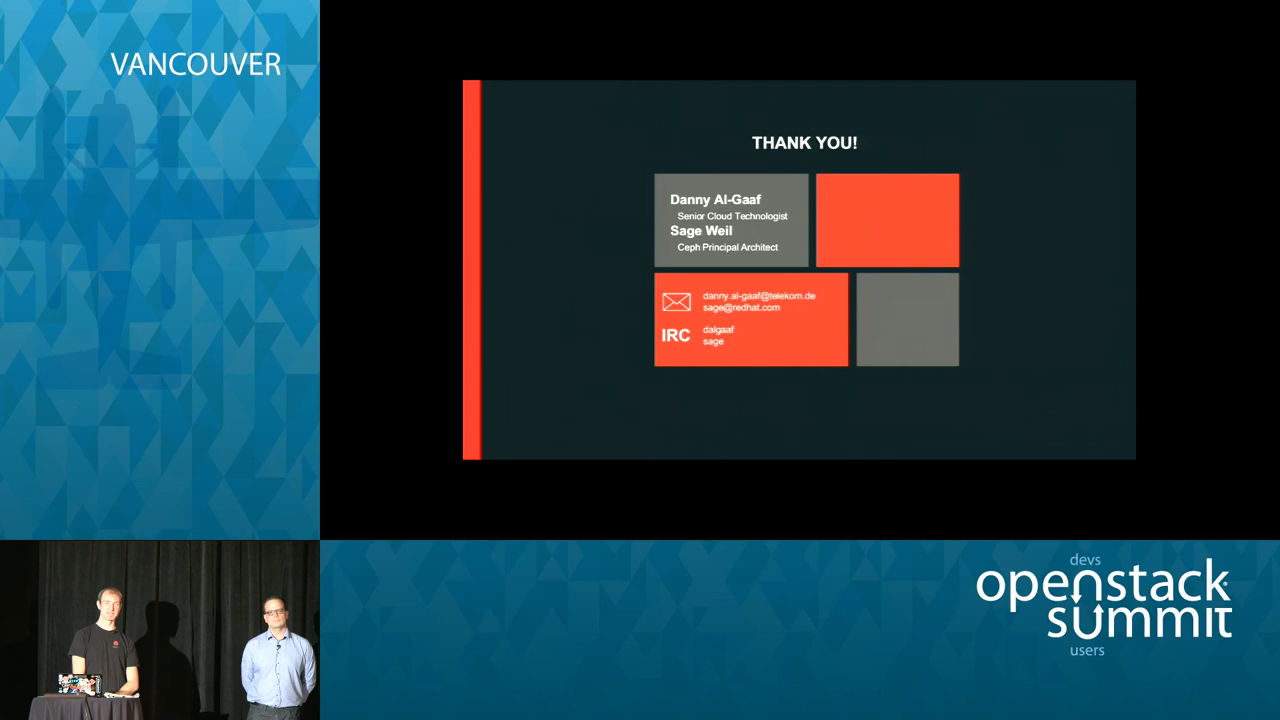 VANCOUVER
THANK YOU!
Danny Al-Gaaf
Senior Cloud Technologist
Sage Weil
Ceph Principal Architect
danny.al-gaaf@telekom.de
sage@redhat.com
IRC
dalgaaf
sage
devs
openstack
summit
users